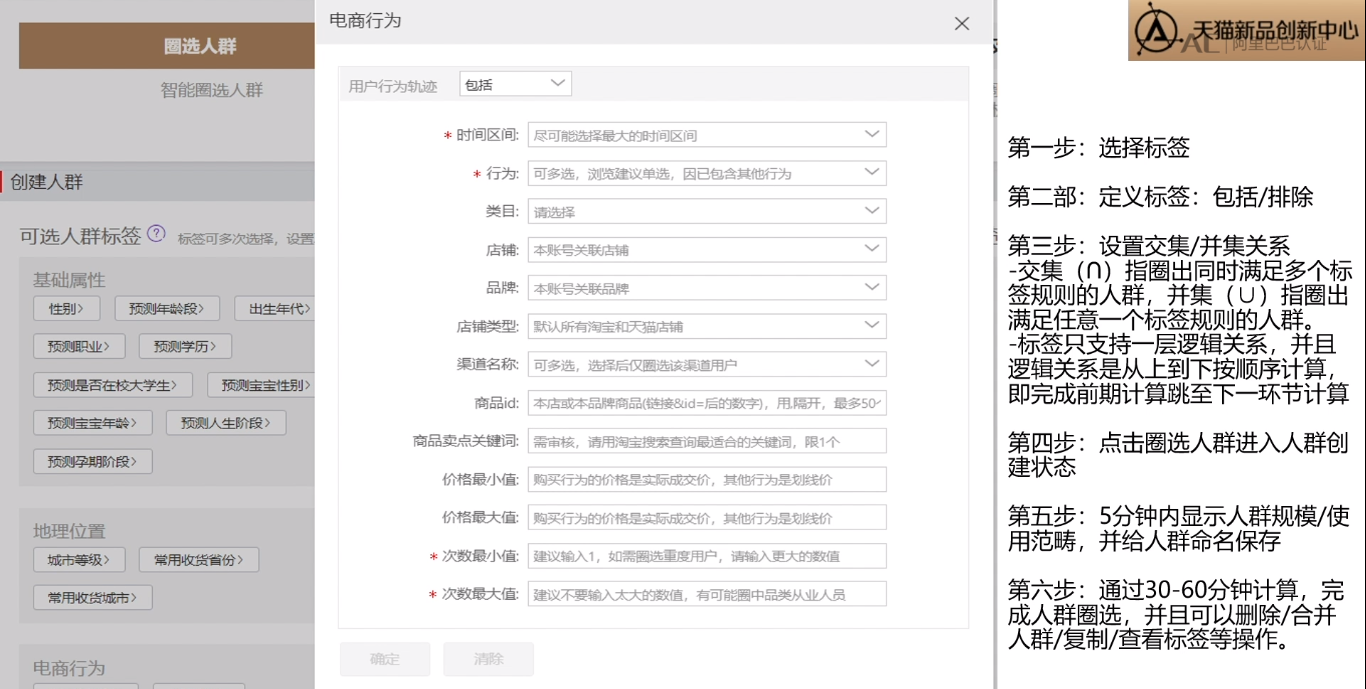 圈选人群
智能圈选人群
创建人群
可选人群标签 ? 标签可多次选择，设置
基础属性
性别>
预测年龄段>
出生年代>
预测职业>
预测学历>
预测是否在校大学生>
预测宝宝性别>
预测宝宝年龄>
预测人生阶段>
预测孕期阶段>
地理位置
城市等级>
常用收货省份>
常用收货城市>
电商行为
电商行为
用户行为轨迹 包括
* 时间区间: 尽可能选择最大的时间区间
* 行为: 可多选，浏览建议单选，因已包含其他行为
类目: 请选择
店铺: 本账号关联店铺
品牌: 本账号关联品牌
店铺类型: 默认所有淘宝和天猫店铺
渠道名称: 可多选，选择后仅圈选该渠道用户
商品id: 本店或本品牌商品(链接&id=后的数字)，用,隔开，最多50个
商品卖点关键词: 需审核，请用淘宝搜索查询最适合的关键词，限1个
价格最小值: 购买行为的价格是实际成交价，其他行为是划线价
价格最大值: 购买行为的价格是实际成交价，其他行为是划线价
* 次数最小值: 建议输入1，如需圈选重度用户，请输入更大的数值
* 次数最大值: 建议不要输入太大的数值，有可能圈中品类从业人员
确定
清除
天猫新品创新中心
阿里巴巴认证
第一步：选择标签
第二部：定义标签：包括/排除
第三步：设置交集/并集关系
-交集（∩）指圈出同时满足多个标
签规则的人群，并集（∪）指圈出
满足任意一个标签规则的人群。
-标签只支持一层逻辑关系，并且
逻辑关系是从上到下按顺序计算，
即完成前期计算跳至下一环节计算
第四步：点击圈选人群进入人群创
建状态
第五步：5分钟内显示人群规模/使
用范畴，并给人群命名保存
第六步：通过30-60分钟计算，完
成人群圈选，并且可以删除/合并
人群/复制/查看标签等操作。